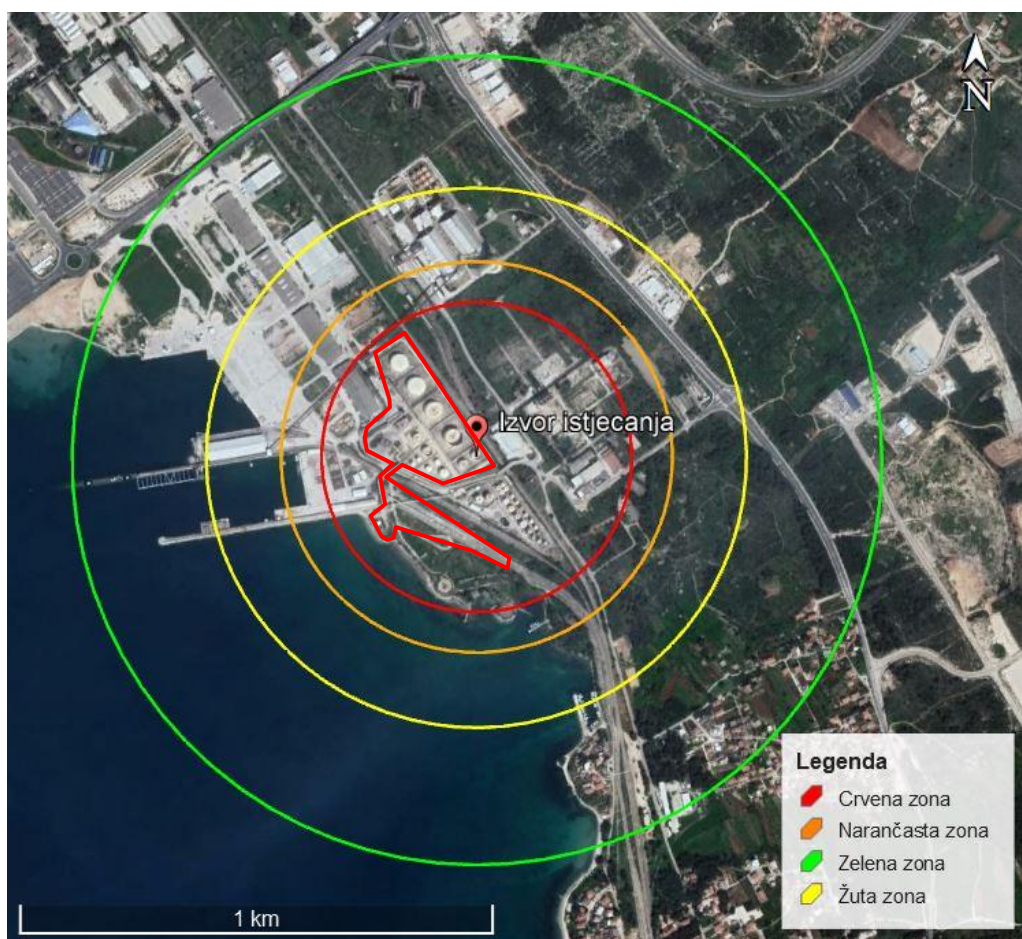 N
Izvor istjecanja
Legenda
Crvena zona
Narančasta zona
Zelena zona
Žuta zona
1 km